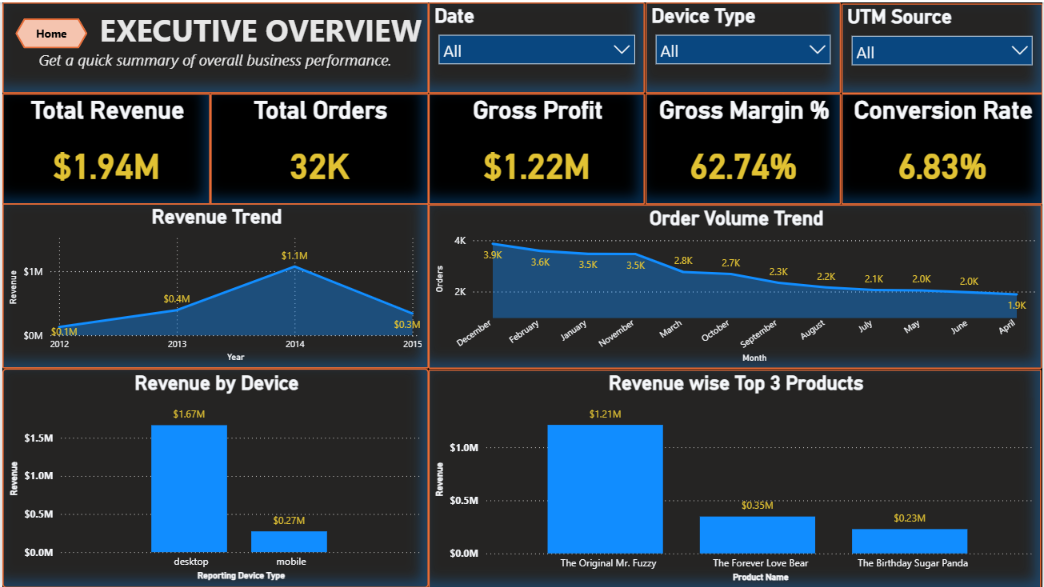 Home
EXECUTIVE OVERVIEW
Get a quick summary of overall business performance.
Date
All
Device Type
All
UTM Source
All
Total Revenue
$1.94M
Total Orders
32K
Gross Profit
$1.22M
Gross Margin %
62.74%
Conversion Rate
6.83%
Revenue Trend
Revenue
$1M
$0M
$0.1M
$0.4M
$1.1M
$0.3M
2012
2013
2014
2015
Year
Order Volume Trend
Orders
4K
2K
3.9K
3.6K
3.5K
3.5K
2.8K
2.7K
2.3K
2.2K
2.1K
2.0K
2.0K
1.9K
December
February
January
November
March
October
September
August
July
May
June
April
Month
Revenue by Device
Revenue
$1.5M
$1.0M
$0.5M
$0.0M
$1.67M
$0.27M
desktop
mobile
Reporting Device Type
Revenue wise Top 3 Products
Revenue
$1.0M
$0.5M
$0.0M
$1.21M
$0.35M
$0.23M
The Original Mr. Fuzzy
The Forever Love Bear
The Birthday Sugar Panda
Product Name